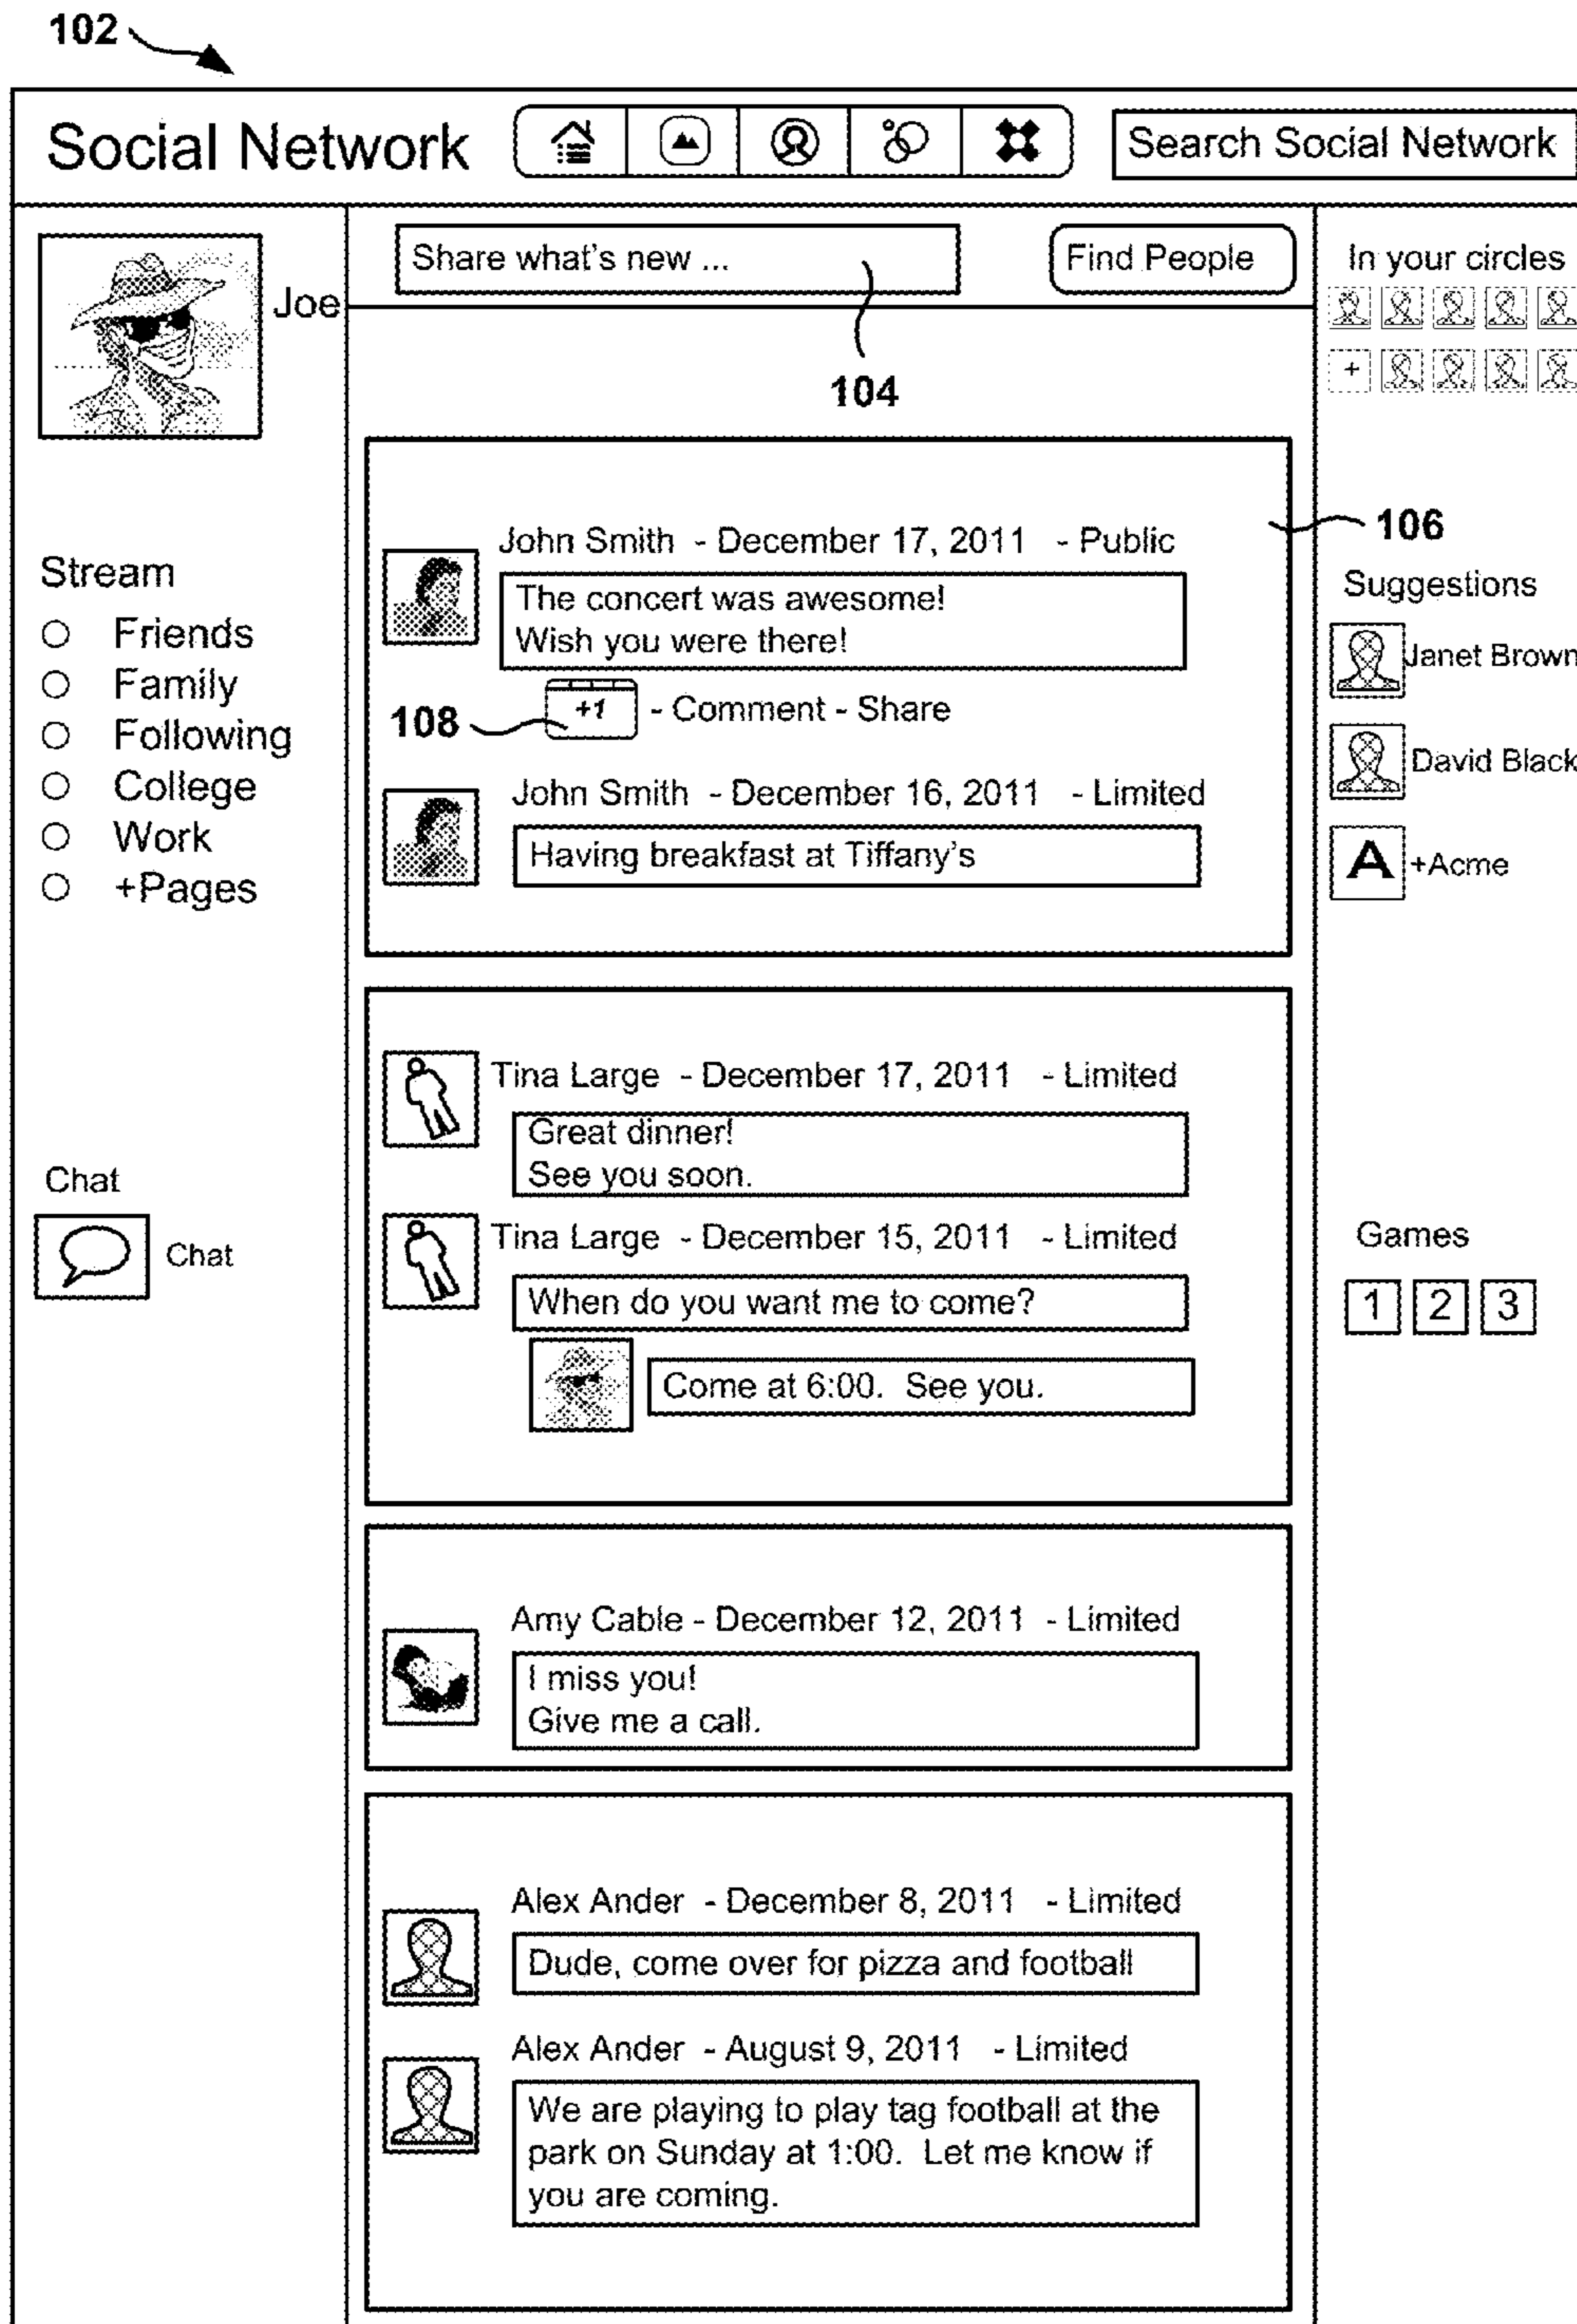 102
Social Network
Search Social Network
Joe
Share what's new ...
Find People
104
In your circles
+
Stream
Friends
Family
Following
College
Work
+Pages
Chat
Chat
John Smith - December 17, 2011 - Public
The concert was awesome!
Wish you were there!
108
+1
- Comment - Share
John Smith - December 16, 2011 - Limited
Having breakfast at Tiffany's
106
Tina Large - December 17, 2011 - Limited
Great dinner!
See you soon.
Tina Large - December 15, 2011 - Limited
When do you want me to come?
Come at 6:00. See you.
Amy Cable - December 12, 2011 - Limited
I miss you!
Give me a call.
Alex Ander - December 8, 2011 - Limited
Dude, come over for pizza and football
Alex Ander - August 9, 2011 - Limited
We are playing to play tag football at the
park on Sunday at 1:00. Let me know if
you are coming.
Suggestions
Janet Brown
David Black
A +Acme
Games
1 2 3